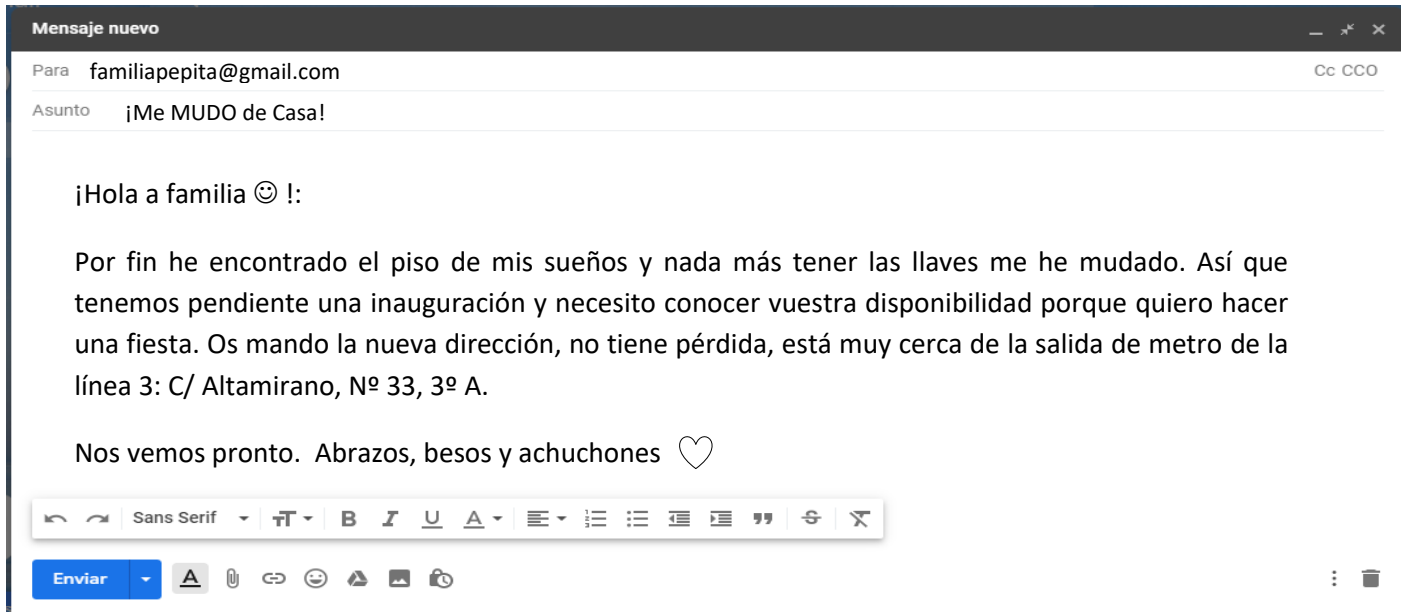 Mensaje nuevo
Para familiapepita@gmail.com Cc CCO
Asunto ¡Me MUDO de Casa!
¡Hola a familia ☺ !:
Por fin he encontrado el piso de mis sueños y nada más tener las llaves me he mudado. Así que
tenemos pendiente una inauguración y necesito conocer vuestra disponibilidad porque quiero hacer
una fiesta. Os mando la nueva dirección, no tiene pérdida, está muy cerca de la salida de metro de la
línea 3: C/ Altamirano, Nº 33, 3º A.
Nos vemos pronto. Abrazos, besos y achuchones ♡
Sans Serif B I U A
Enviar A